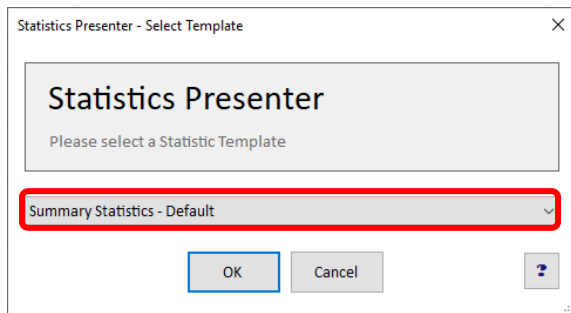 Statistics Presenter - Select Template
Statistics Presenter
Please select a Statistic Template
Summary Statistics - Default
OK
Cancel
?